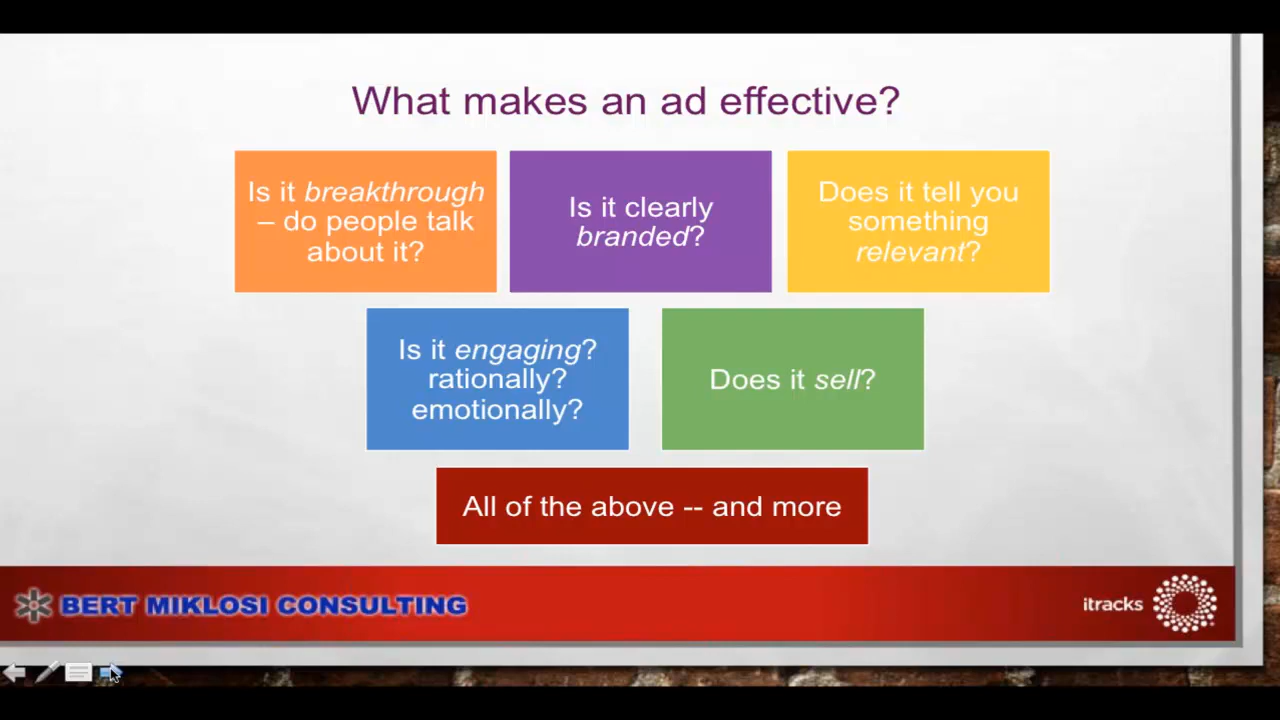 What makes an ad effective?
Is it breakthrough
– do people talk
about it?
Is it clearly
branded?
Does it tell you
something
relevant?
Is it engaging?
rationally?
emotionally?
Does it sell?
All of the above -- and more
BERT MIKLOSI CONSULTING
itracks